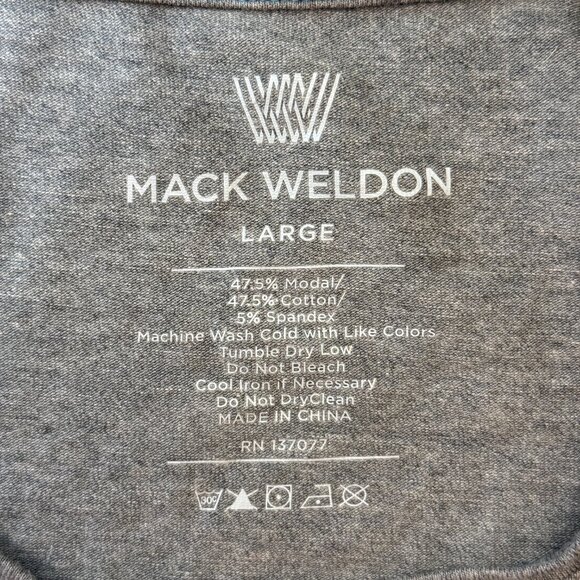 MACK WELDON
LARGE
47.5% Modal/
47.5% Cotton/
5% Spandex
Machine Wash Cold with Like Colors
Tumble Dry Low
Do Not Bleach
Cool Iron if Necessary
Do Not DryClean
MADE IN CHINA
RN 137077